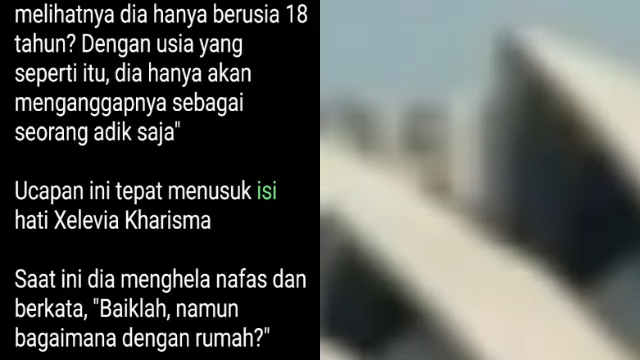 melihatnya dia hanya berusia 18
tahun? Dengan usia yang
seperti itu, dia hanya akan
menganggapnya sebagai
seorang adik saja"
Ucapan ini tepat menusuk isi
hati Xelevia Kharisma
Saat ini dia menghela nafas dan
berkata, "Baiklah, namun
bagaimana dengan rumah?"